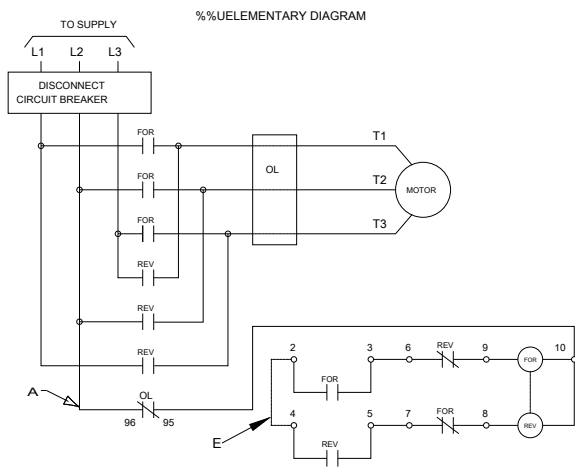 %%UELEMENTARY DIAGRAM
TO SUPPLY
L1 L2 L3
DISCONNECT
CIRCUIT BREAKER
FOR
T1
OL
FOR
T2
MOTOR
FOR
T3
REV
REV
REV
2 3 6 REV 9 FOR 10
FOR
A
OL
96 95
E
4 5 7 FOR 8 REV
REV